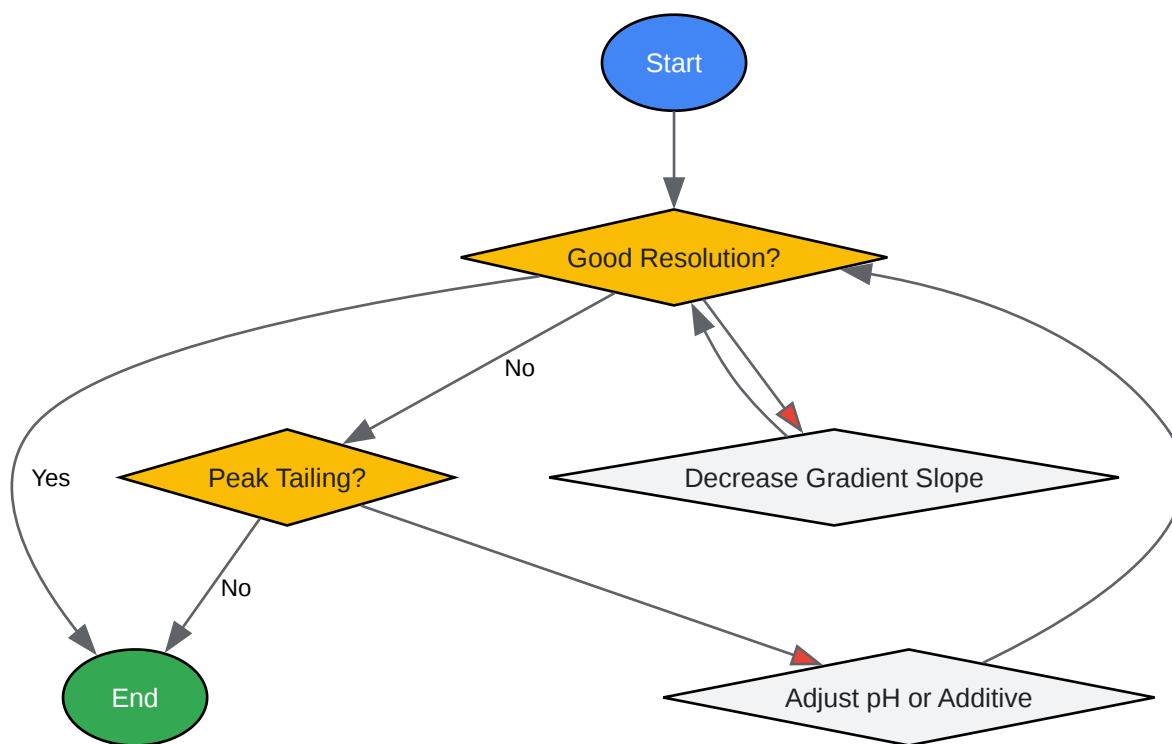 Start
Good Resolution?
No
Peak Tailing?
Decrease Gradient Slope
Yes
No
End
Adjust pH or Additive